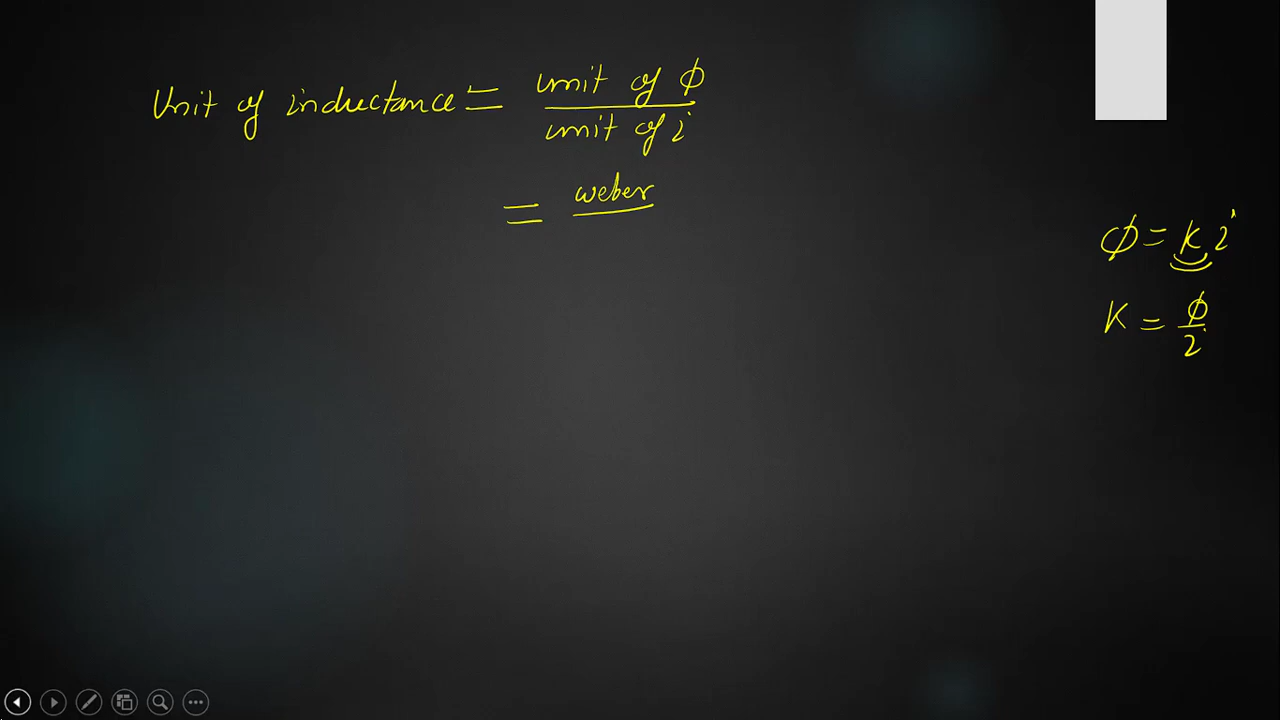 Unit of inductance = unit of ϕ / unit of i
= weber
ϕ = k i
K = ϕ / i